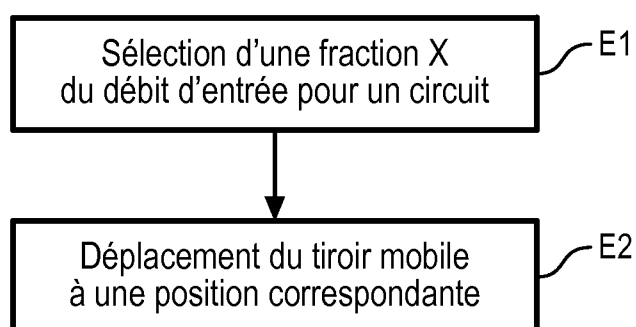 Sélection d'une fraction X
du débit d'entrée pour un circuit
E1
Déplacement du tiroir mobile
à une position correspondante
E2